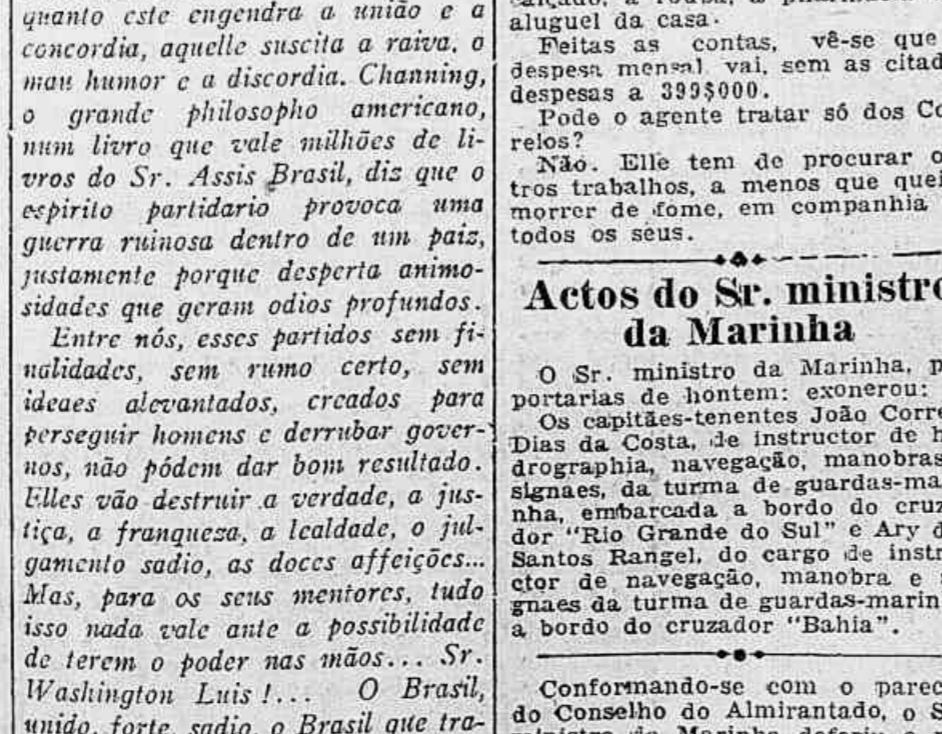 quanto este engendra a união e a
concordia, aquelle suscita a raiva, o
mau humor e a discordia. Channing,
o grande philosopho americano,
num livro que vale milhões de li-
vros do Sr. Assis Brasil, diz que o
espirito partidario provoca uma
guerra ruinosa dentro de um paiz,
justamente porque desperta animo-
sidades que geram odios profundos.
Entre nós, esses partidos sem fi-
nalidades, sem rumo certo, sem
ideaes alevantados, creados para
perseguir homens e derrubar gover-
nos, não pódem dar bom resultado.
Elles vão destruir a verdade, a jus-
tiça, a franqueza, a lealdade, o jul-
gamento sadio, as doces affeições...
Mas, para os seus mentores, tudo
isso nada vale ante a possibilidade
de terem o poder nas mãos... Sr.
Washington Luis!... O Brasil,
unido, forte, sadio, o Brasil que tra-
aluguel da casa.
Feitas as contas, vê-se que
despesa mensal vai, sem as citad
despesas a 399$000.
Pode o agente tratar só dos Co
reios?
Não. Elle tem de procurar o
tros trabalhos, a menos que quei
morrer de fome, em companhia
todos os seus.
Actos do Sr. ministro
da Marinha
O Sr. ministro da Marinha, p
portarias de hontem: exonerou:
Os capitães-tenentes João Corre
Dias da Costa, de instructor de h
drographia, navegação, manobras
signaes, da turma de guardas-ma
nha, embarcada a bordo do cruz
dor "Rio Grande do Sul" e Ary d
Santos Rangel, do cargo de instr
ctor de navegação, manobra e
gnaes da turma de guardas-marin
a bordo do cruzador "Bahia".
Conformando-se com o parec
do Conselho do Almirantado, o S